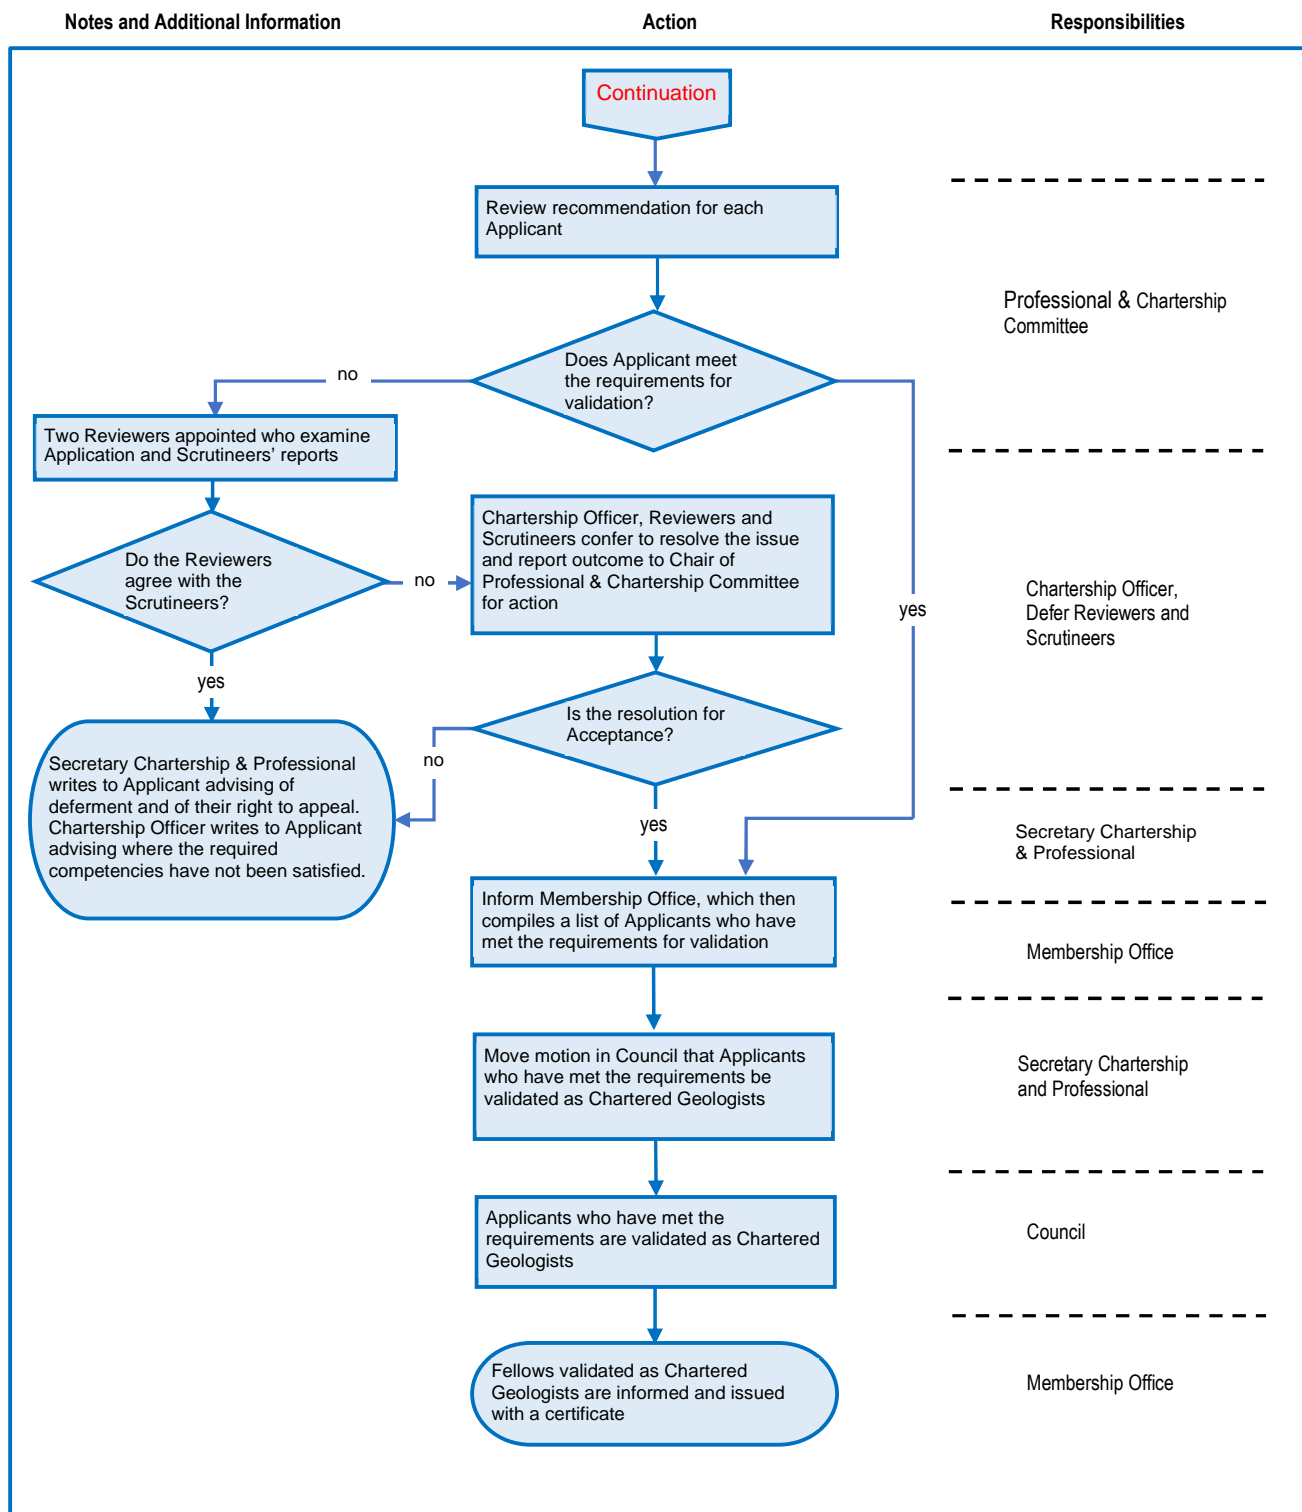 Notes and Additional Information
Action
Responsibilities
Continuation
Review recommendation for each
Applicant
Professional & Chartership
Committee
Does Applicant meet
the requirements for
validation?
no
yes
Two Reviewers appointed who examine
Application and Scrutineers’ reports
Do the Reviewers
agree with the
Scrutineers?
no
yes
Chartership Officer, Reviewers and
Scrutineers confer to resolve the issue
and report outcome to Chair of
Professional & Chartership Committee
for action
Chartership Officer,
Defer Reviewers and
Scrutineers
Is the resolution for
Acceptance?
no
yes
Secretary Chartership & Professional
writes to Applicant advising of
deferment and of their right to appeal.
Chartership Officer writes to Applicant
advising where the required
competencies have not been satisfied.
Secretary Chartership
& Professional
Inform Membership Office, which then
compiles a list of Applicants who have
met the requirements for validation
Membership Office
Move motion in Council that Applicants
who have met the requirements be
validated as Chartered Geologists
Secretary Chartership
and Professional
Applicants who have met the
requirements are validated as Chartered
Geologists
Council
Fellows validated as Chartered
Geologists are informed and issued
with a certificate
Membership Office